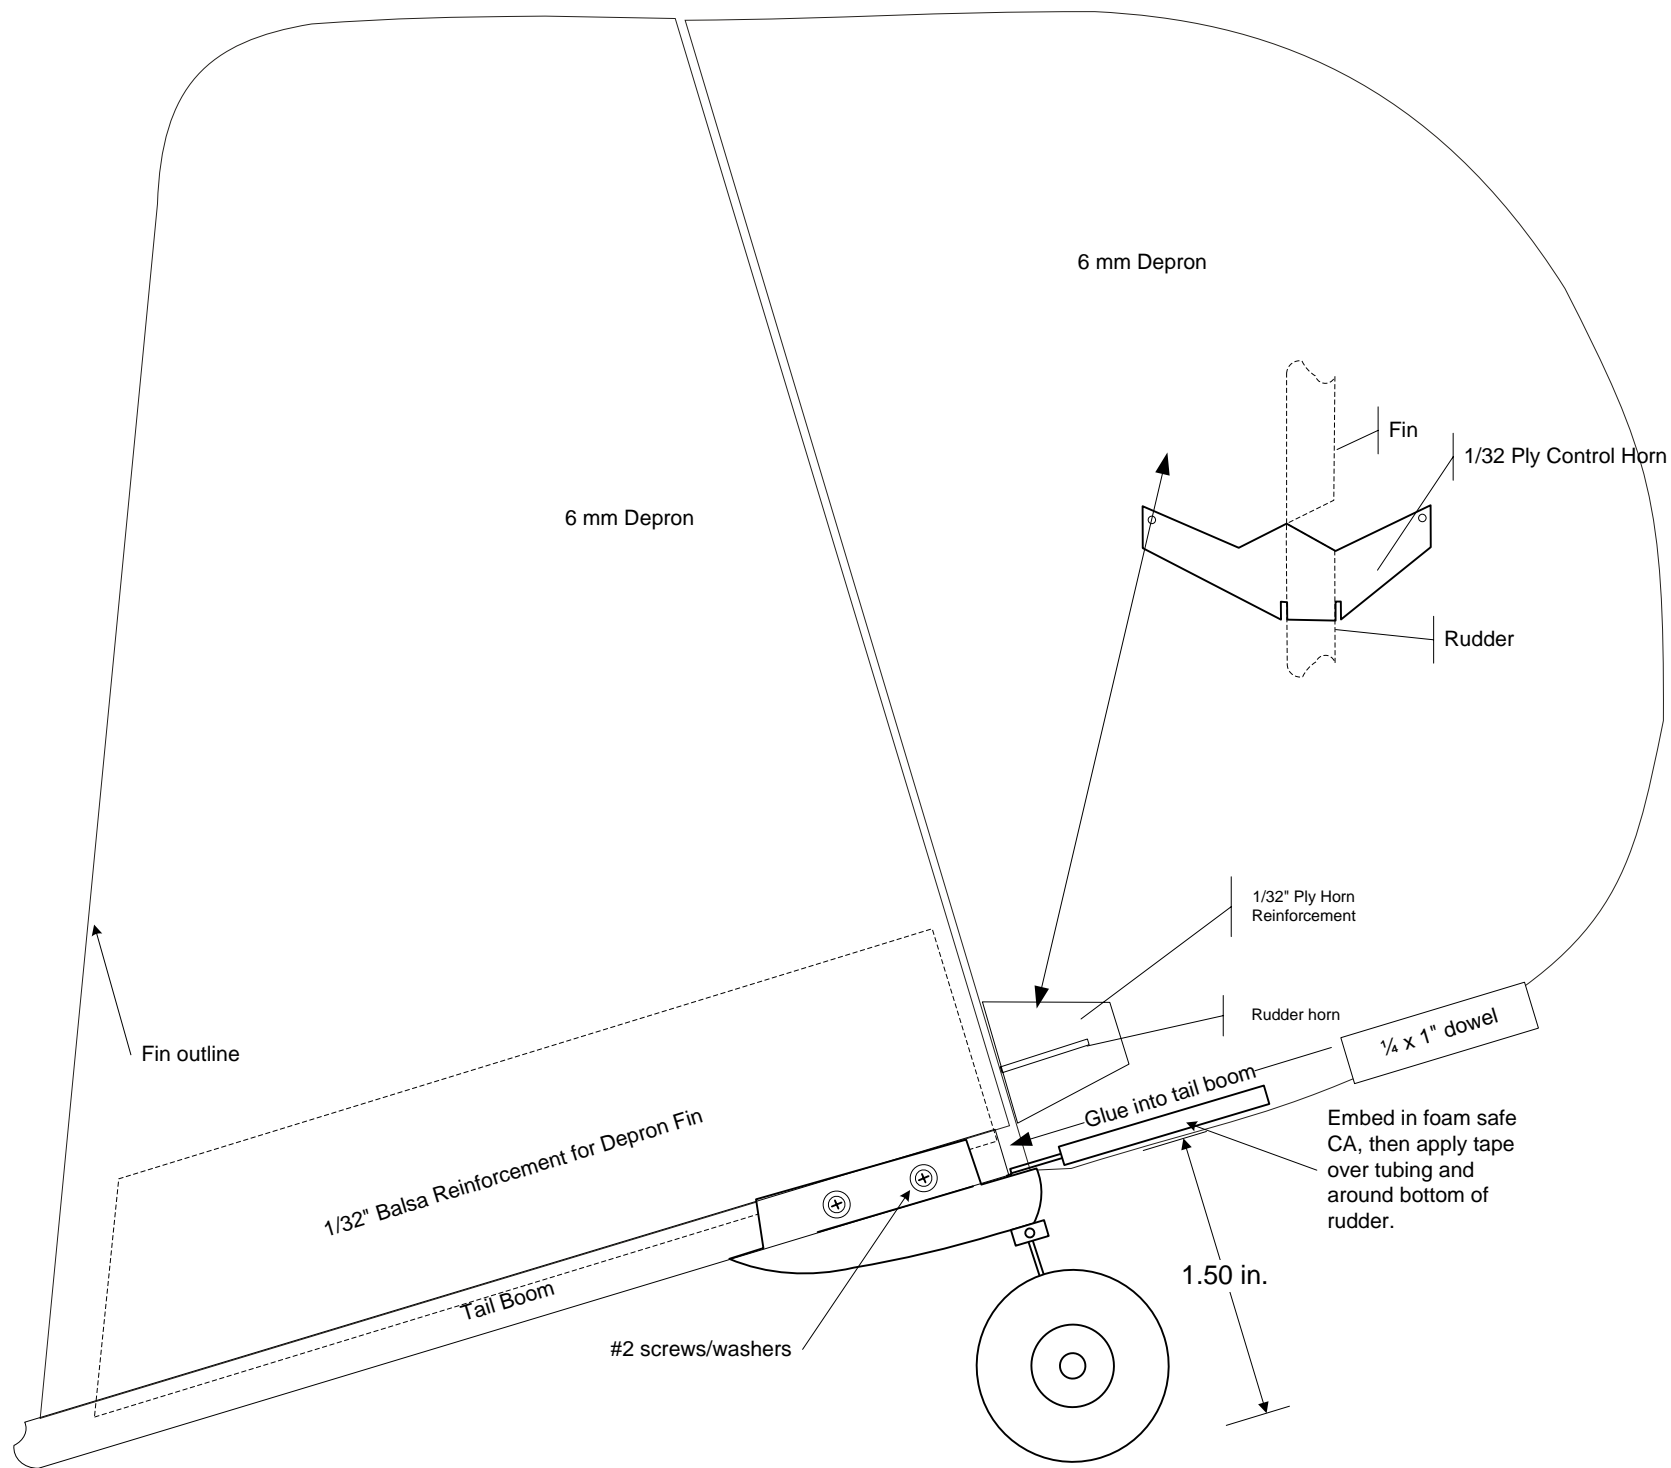 6 mm Depron
Fin
1/32 Ply Control Horn
6 mm Depron
Rudder
1/32" Ply Horn
Reinforcement
Rudder horn
¼ x 1" dowel
Fin outline
Glue into tail boom
1/32" Balsa Reinforcement for Depron Fin
Embed in foam safe
CA, then apply tape
over tubing and
around bottom of
rudder.
1.50 in.
Tail Boom
#2 screws/washers